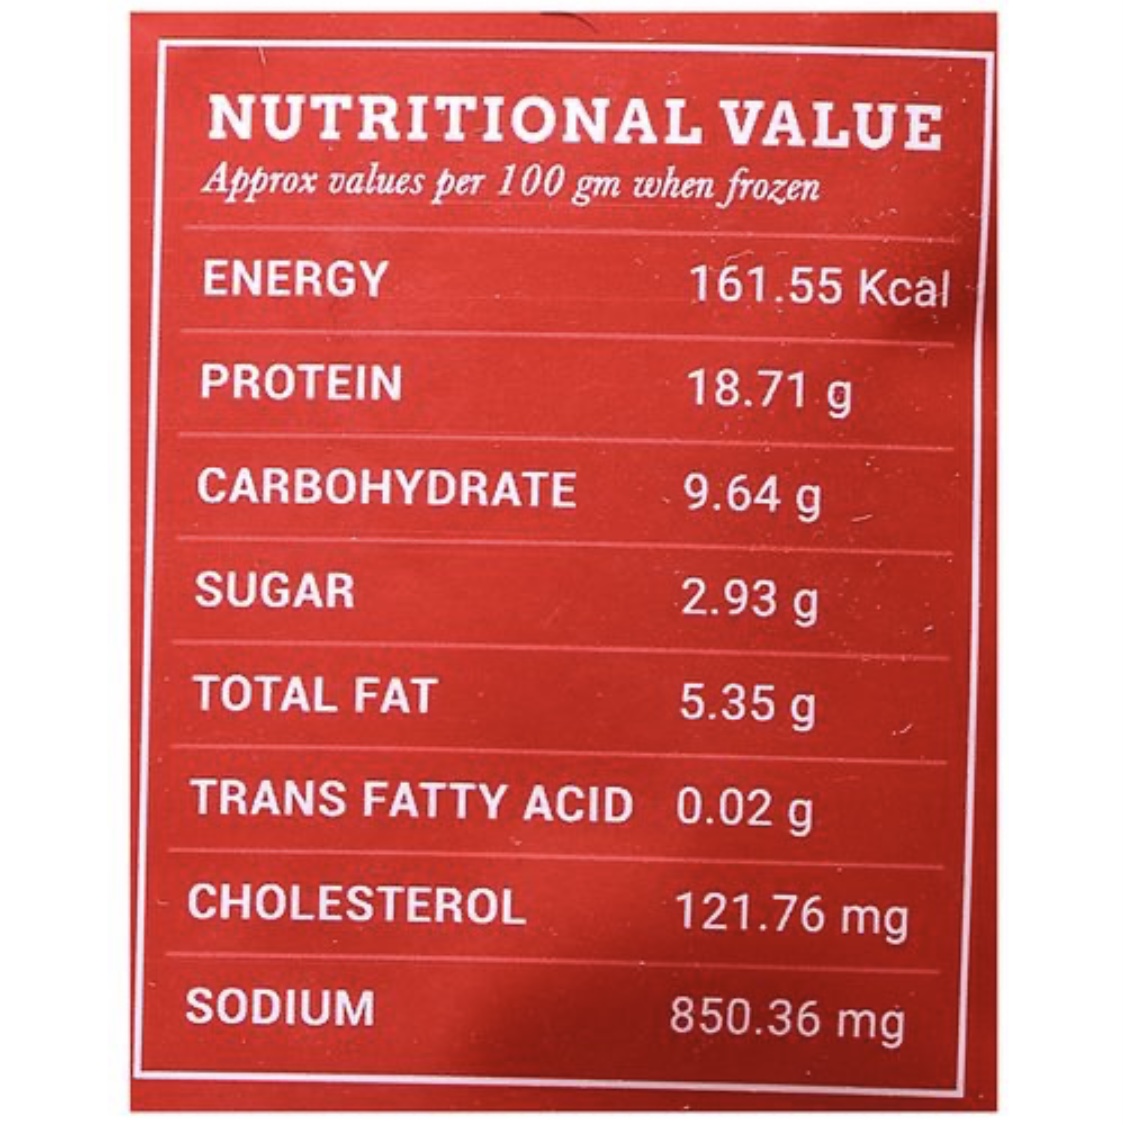 NUTRITIONAL VALUE
Approx values per 100 gm when frozen
ENERGY 161.55 Kcal
PROTEIN 18.71 g
CARBOHYDRATE 9.64 g
SUGAR 2.93 g
TOTAL FAT 5.35 g
TRANS FATTY ACID 0.02 g
CHOLESTEROL 121.76 mg
SODIUM 850.36 mg